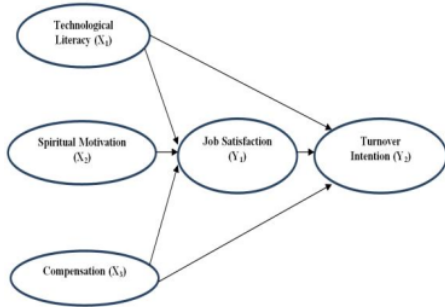 Technological
Literacy (X₁)
Spiritual Motivation
(X₂)
Job Satisfaction
(Y₁)
Turnover
Intention (Y₂)
Compensation (X₃)